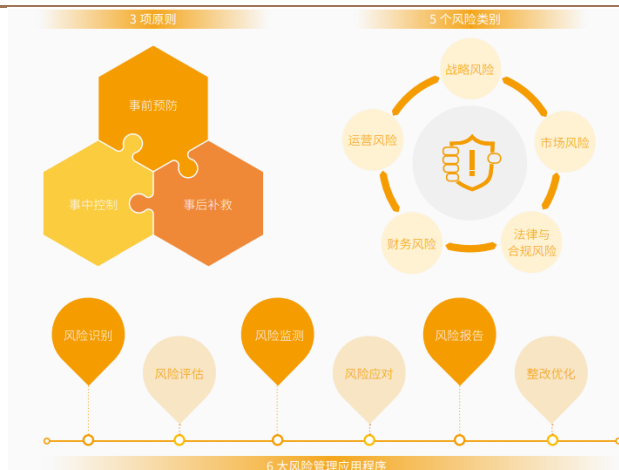 3 项原则
5 个风险类别
事前预防
事中控制
事后补救
战略风险
运营风险
市场风险
财务风险
法律与
合规风险
风险识别
风险评估
风险监测
风险应对
风险报告
整改优化
6 大风险管理应用程序